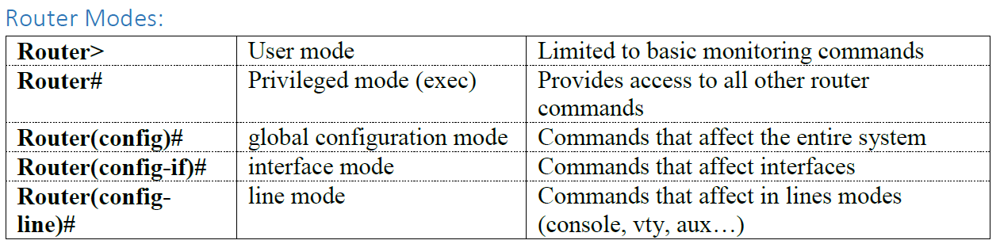 Router Modes:
Router> User mode Limited to basic monitoring commands
Router# Privileged mode (exec) Provides access to all other router
commands
Router(config)# global configuration mode Commands that affect the entire system
Router(config-if)# interface mode Commands that affect interfaces
Router(config- line mode Commands that affect in lines modes
line)# (console, vty, aux…)